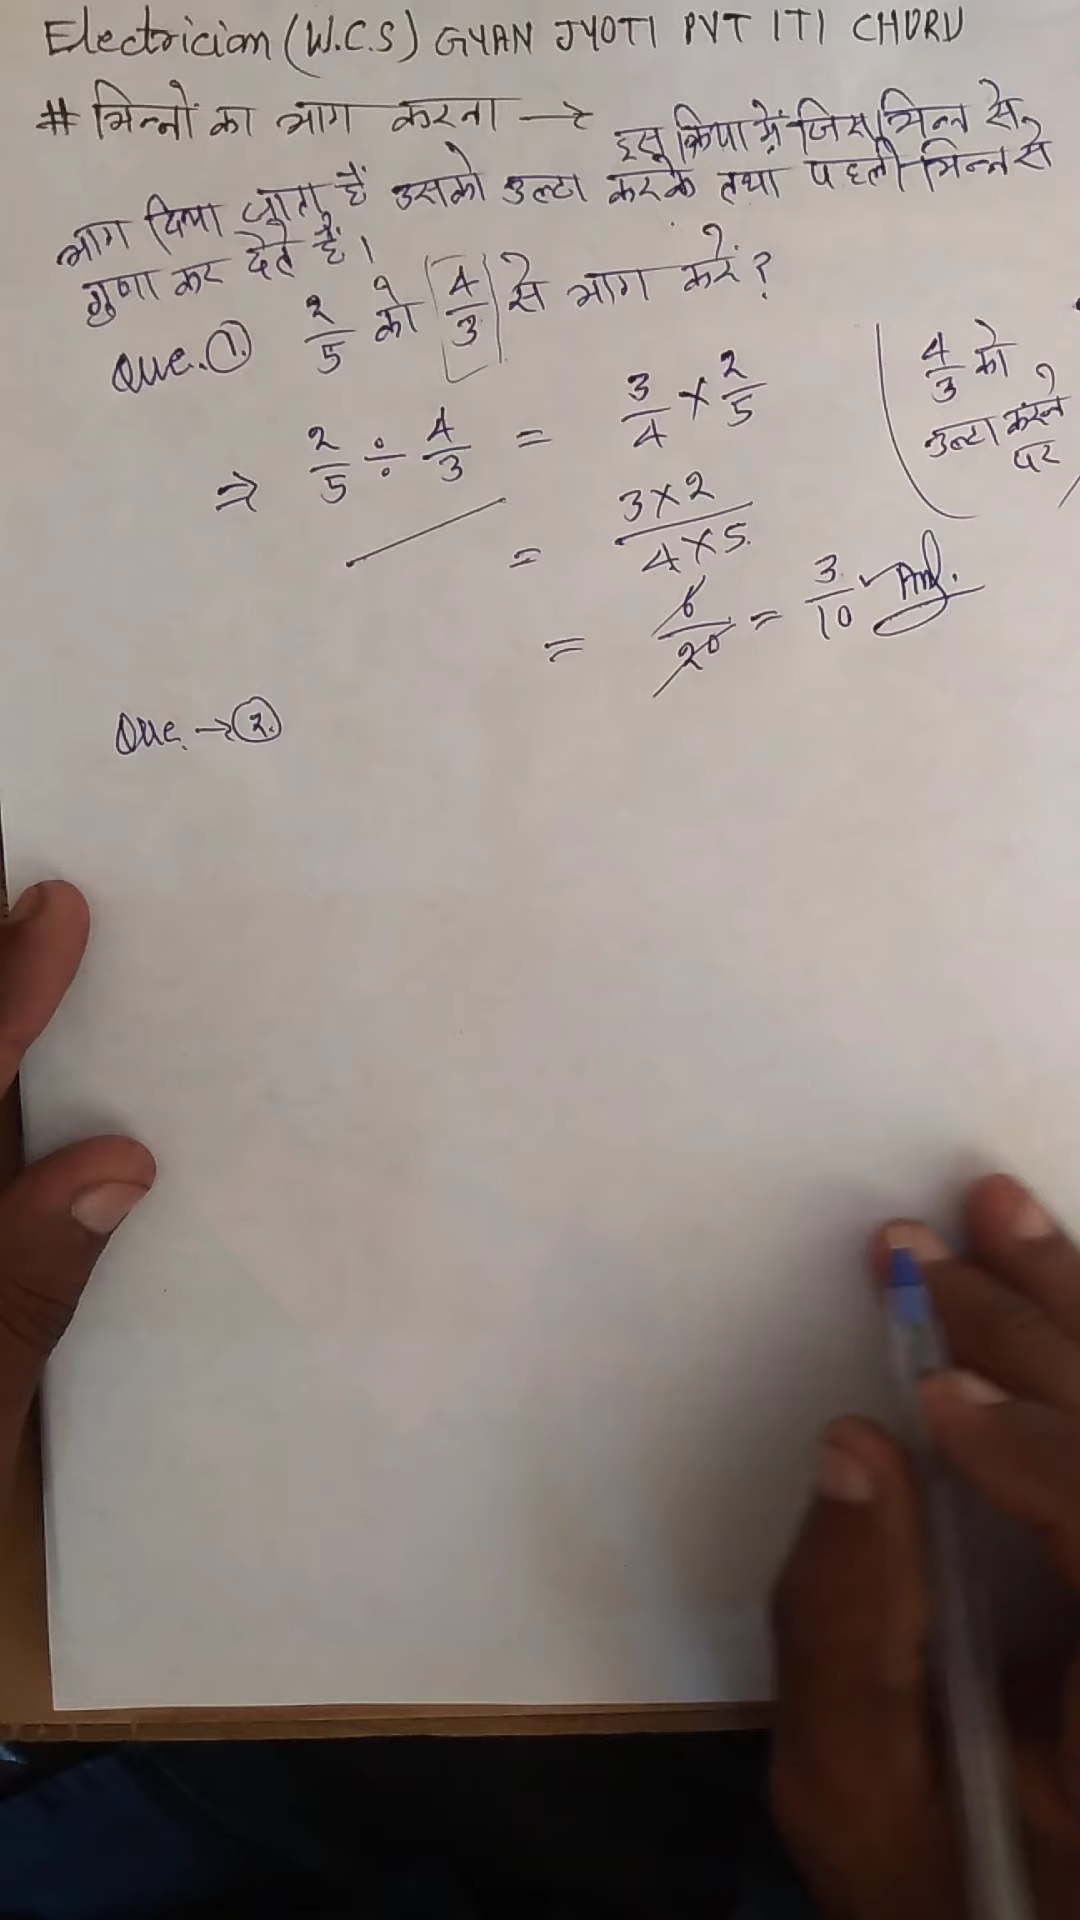 Electrician (W.C.S) GYAN JYOTI PVT ITI CHURU
# भिन्नों का भाग करना → इस क्रिया में जिस भिन्न से
भाग दिया जाता हैं उसको उल्टा करके तथा पहली भिन्न से
गुणा कर देते हैं।
Que. ①. 2/5 को 4/3 से भाग करें?
⇒ 2/5 ÷ 4/3 = 3/4 × 2/5
4/3 को
उल्टा करने
पर
= 3×2/4×5
= 6/20 = 3/10 Ans.
Que. → ②.